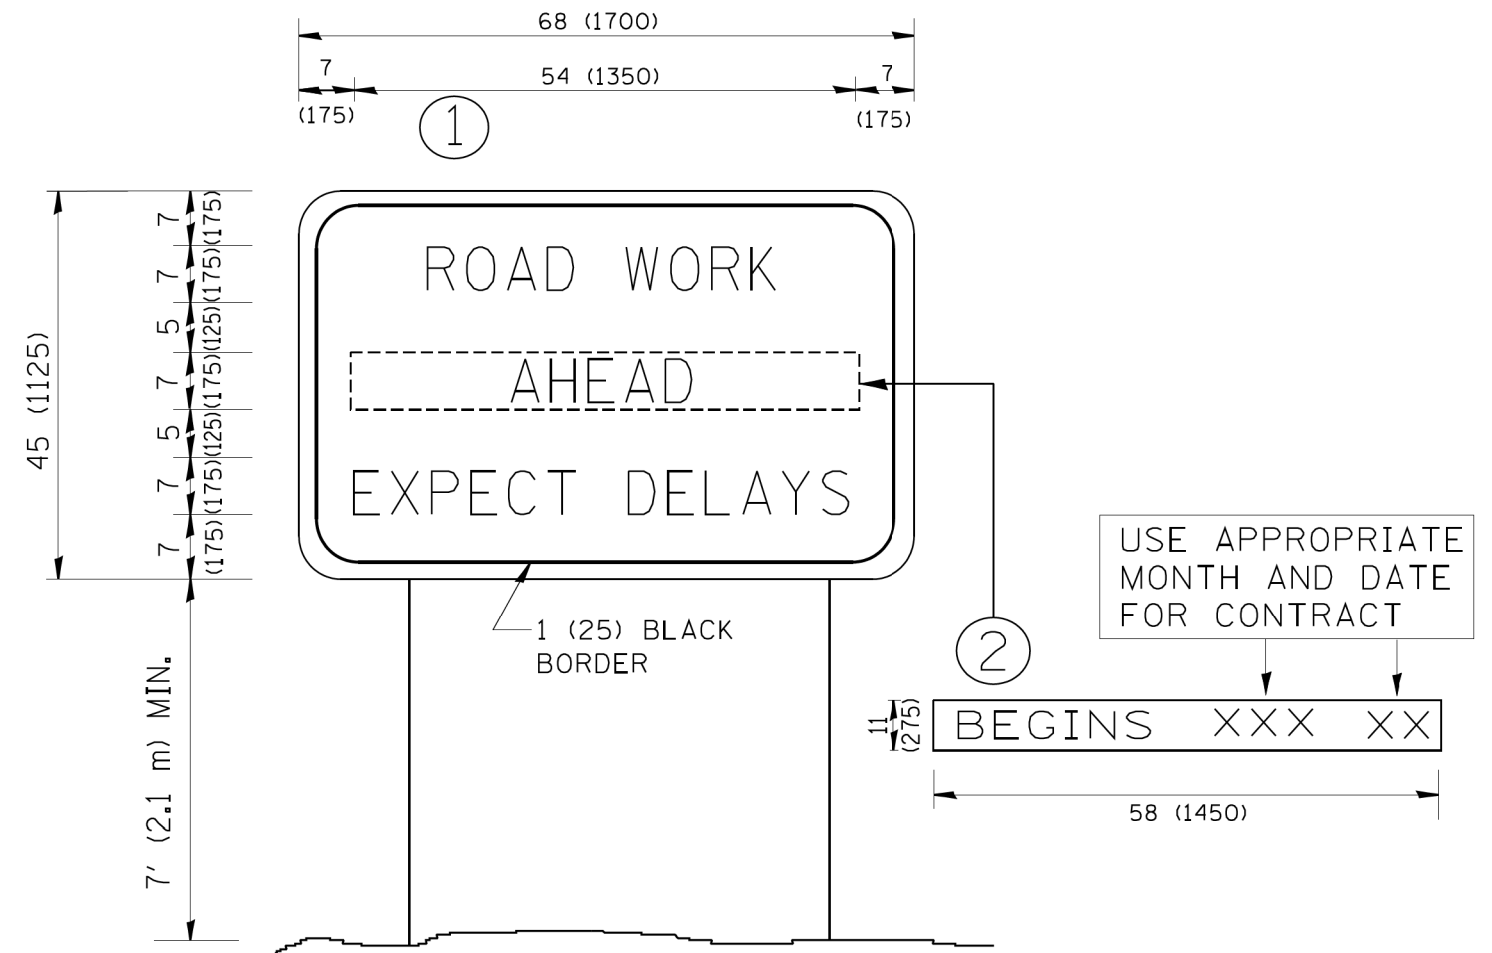 68 (1700)
7
54 (1350)
7
(175)
(175)
1
ROAD WORK
AHEAD
EXPECT DELAYS
7
(175)
7
(175)
5
(125)
7
(175)
5
(125)
7
(175)
7
(175)
45 (1125)
7' (2.1 m) MIN.
1 (25) BLACK
BORDER
2
USE APPROPRIATE
MONTH AND DATE
FOR CONTRACT
11
(275)
BEGINS XXX XX
58 (1450)